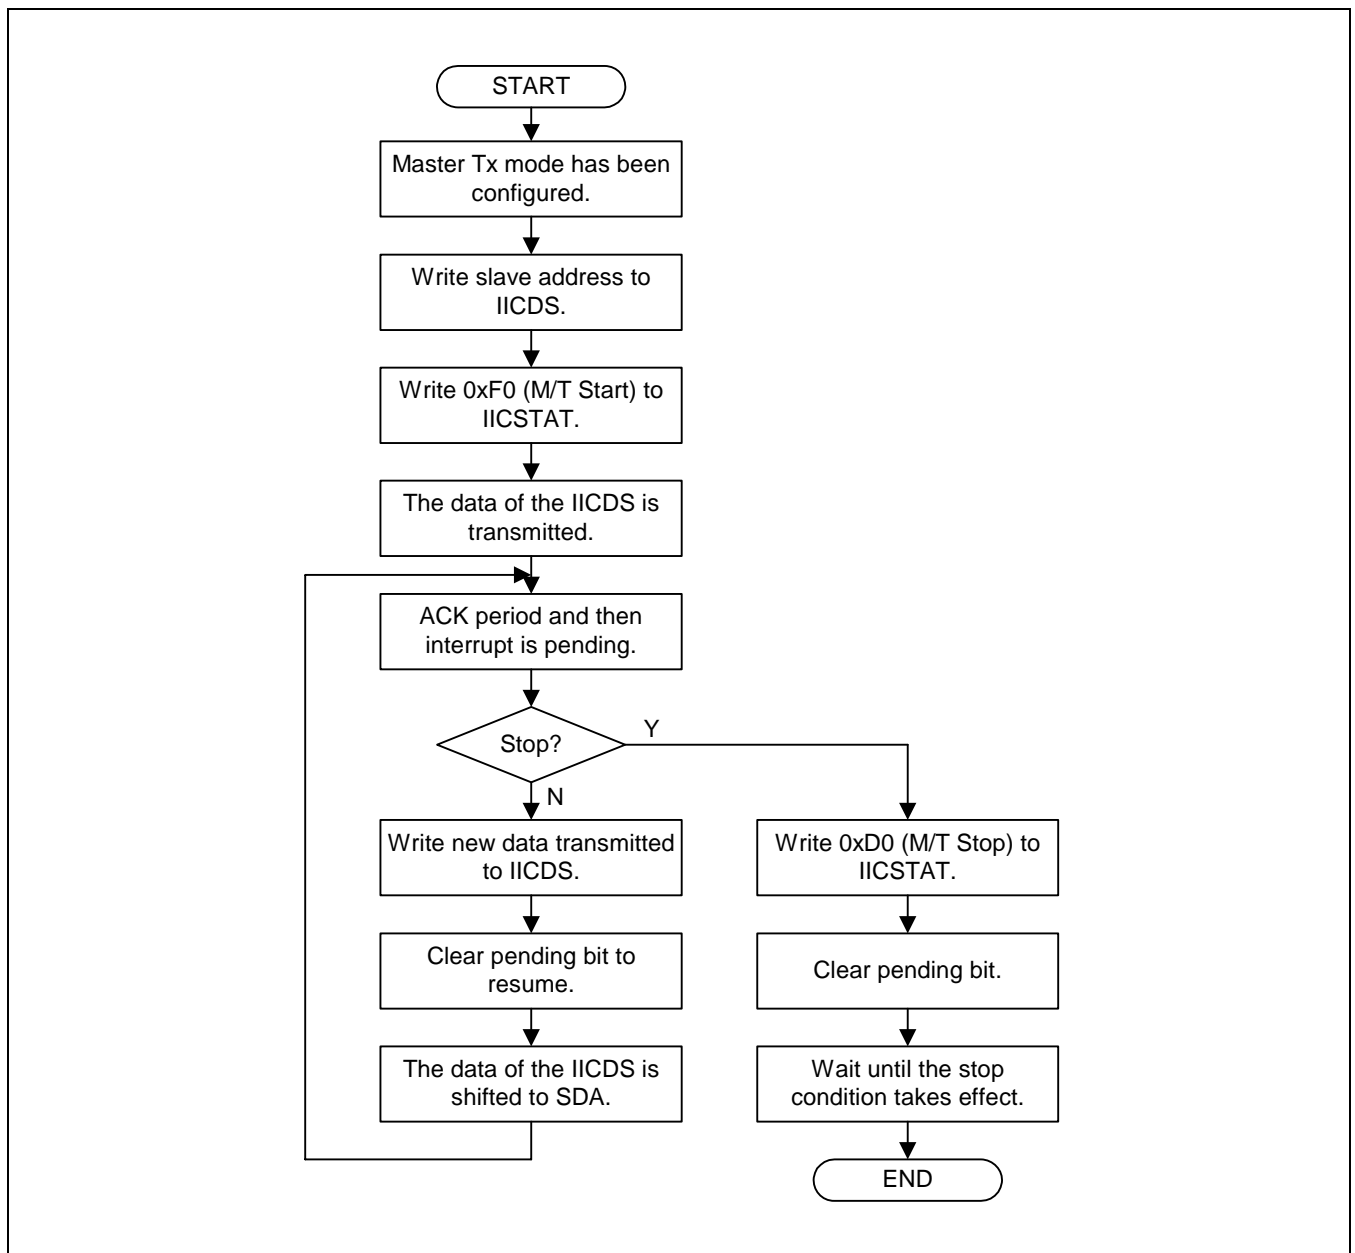 START
Master Tx mode has been
configured.
Write slave address to
IICDS.
Write 0xF0 (M/T Start) to
IICSTAT.
The data of the IICDS is
transmitted.
ACK period and then
interrupt is pending.
Stop?
Y
N
Write new data transmitted
to IICDS.
Clear pending bit to
resume.
The data of the IICDS is
shifted to SDA.
Write 0xD0 (M/T Stop) to
IICSTAT.
Clear pending bit.
Wait until the stop
condition takes effect.
END